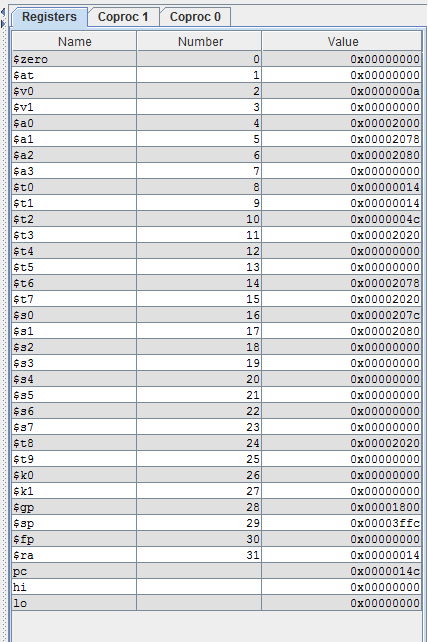 Registers Coproc 1 Coproc 0
Name Number Value
$zero 0 0x00000000
$at 1 0x00000000
$v0 2 0x0000000a
$v1 3 0x00000000
$a0 4 0x00002000
$a1 5 0x00002078
$a2 6 0x00002080
$a3 7 0x00000000
$t0 8 0x00000014
$t1 9 0x00000014
$t2 10 0x0000004c
$t3 11 0x00002020
$t4 12 0x00000000
$t5 13 0x00000000
$t6 14 0x00002078
$t7 15 0x00002020
$s0 16 0x0000207c
$s1 17 0x00002080
$s2 18 0x00000000
$s3 19 0x00000000
$s4 20 0x00000000
$s5 21 0x00000000
$s6 22 0x00000000
$s7 23 0x00000000
$t8 24 0x00002020
$t9 25 0x00000000
$k0 26 0x00000000
$k1 27 0x00000000
$gp 28 0x00001800
$sp 29 0x00003ffc
$fp 30 0x00000000
$ra 31 0x00000014
pc 0x0000014c
hi 0x00000000
lo 0x00000000